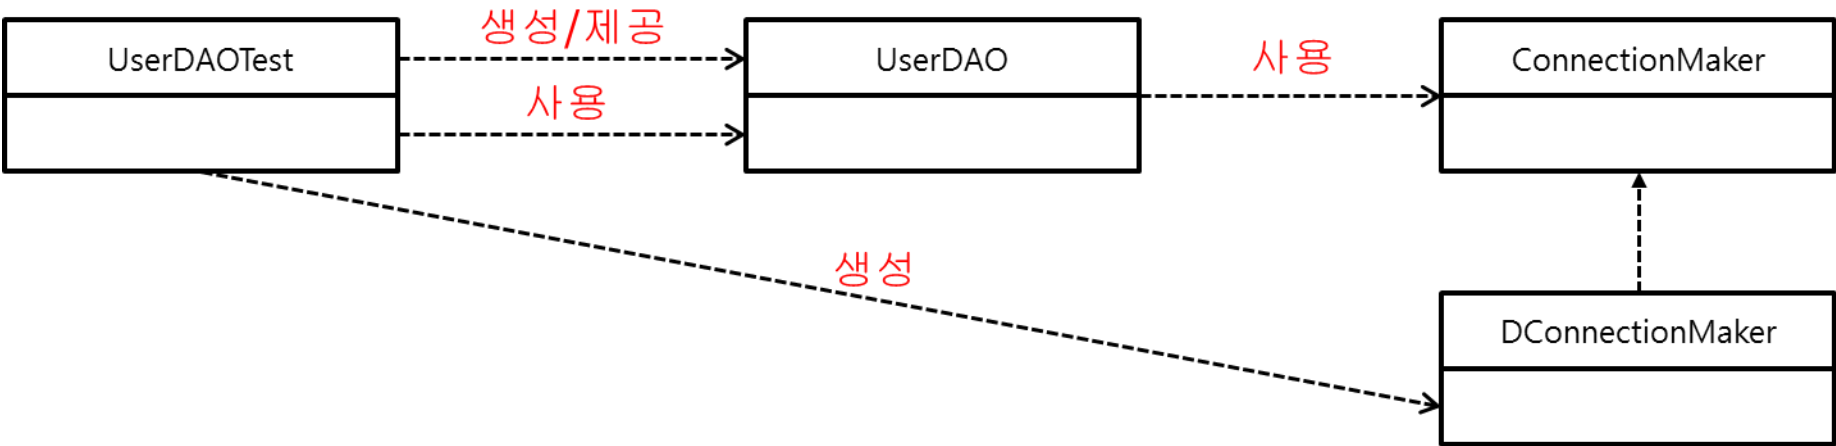 생성/제공
UserDAOTest
UserDAO
사용
ConnectionMaker
사용
생성
DConnectionMaker